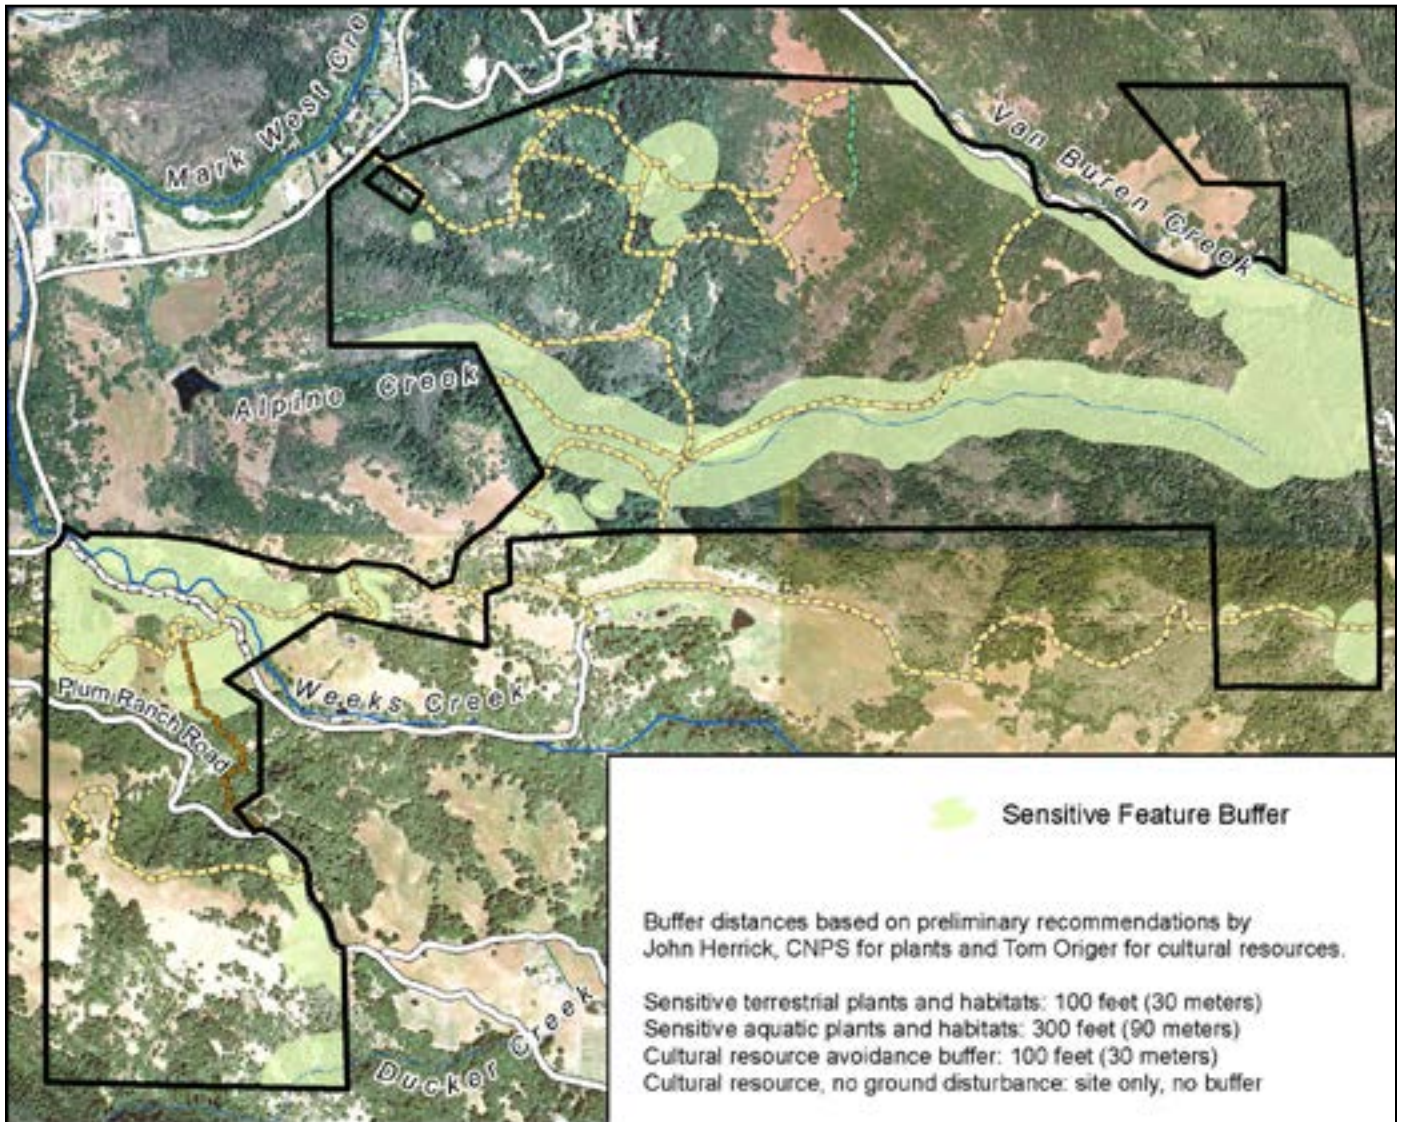 Mark West Cre
Van Buren Creek
Alpine Creek
Weeks Creek
Plum Ranch Road
Ducker Creek
Sensitive Feature Buffer
Buffer distances based on preliminary recommendations by
John Herrick, CNPS for plants and Tom Origer for cultural resources.
Sensitive terrestrial plants and habitats: 100 feet (30 meters)
Sensitive aquatic plants and habitats: 300 feet (90 meters)
Cultural resource avoidance buffer: 100 feet (30 meters)
Cultural resource, no ground disturbance: site only, no buffer